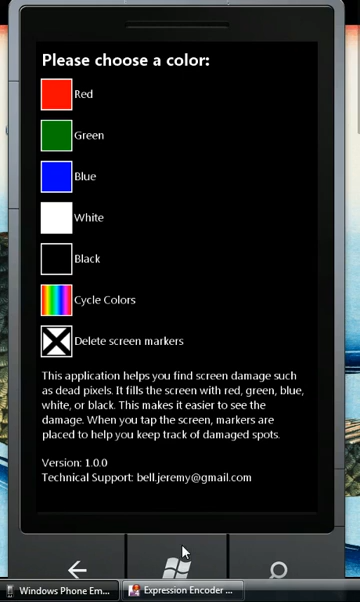 Please choose a color:
Red
Green
Blue
White
Black
Cycle Colors
Delete screen markers
This application helps you find screen damage such
as dead pixels. It fills the screen with red, green, blue,
white, or black. This makes it easier to see the
damage. When you tap the screen, markers are
placed to help you keep track of damaged spots.
Version: 1.0.0
Technical Support: bell.jeremy@gmail.com
Windows Phone Em...
Expression Encoder ...